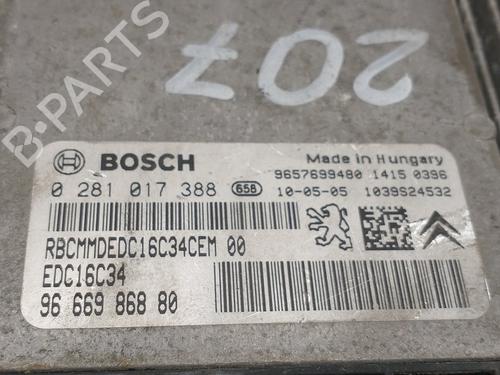 207
B-PARTS
BOSCH
Made in Hungary
9657699480 1415 0396
0 281 017 388 658 10-05-05 1039S24532
RBCMMDEDC16C34CEM 00
EDC16C34
96 669 868 80